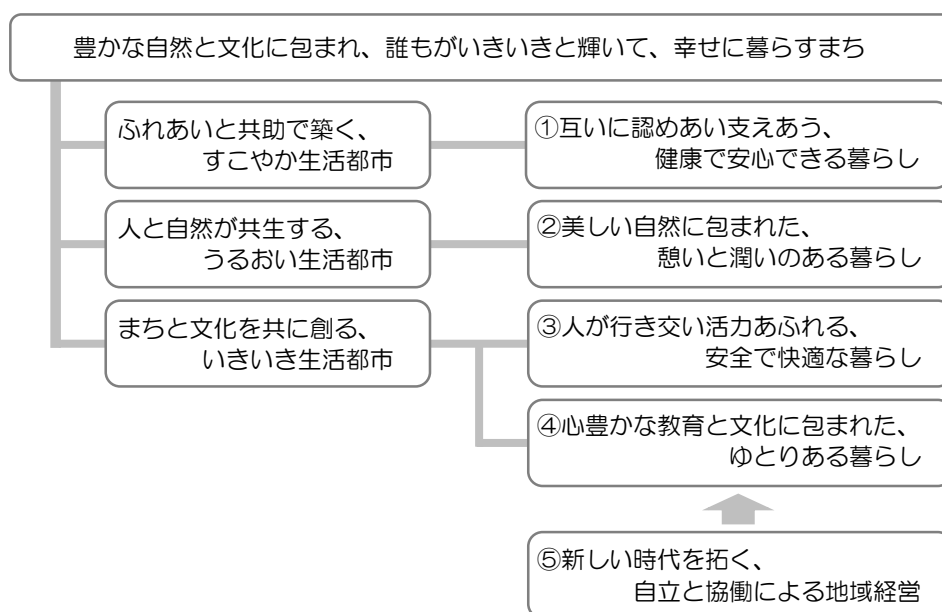 豊かな自然と文化に包まれ、誰もがいきいきと輝いて、幸せに暮らすまち
ふれあいと共助で築く、
すこやか生活都市
①互いに認めあい支えあう、
健康で安心できる暮らし
人と自然が共生する、
うるおい生活都市
②美しい自然に包まれた、
憩いと潤いのある暮らし
まちと文化を共に創る、
いきいき生活都市
③人が行き交い活力あふれる、
安全で快適な暮らし
④心豊かな教育と文化に包まれた、
ゆとりある暮らし
⑤新しい時代を拓く、
自立と協働による地域経営